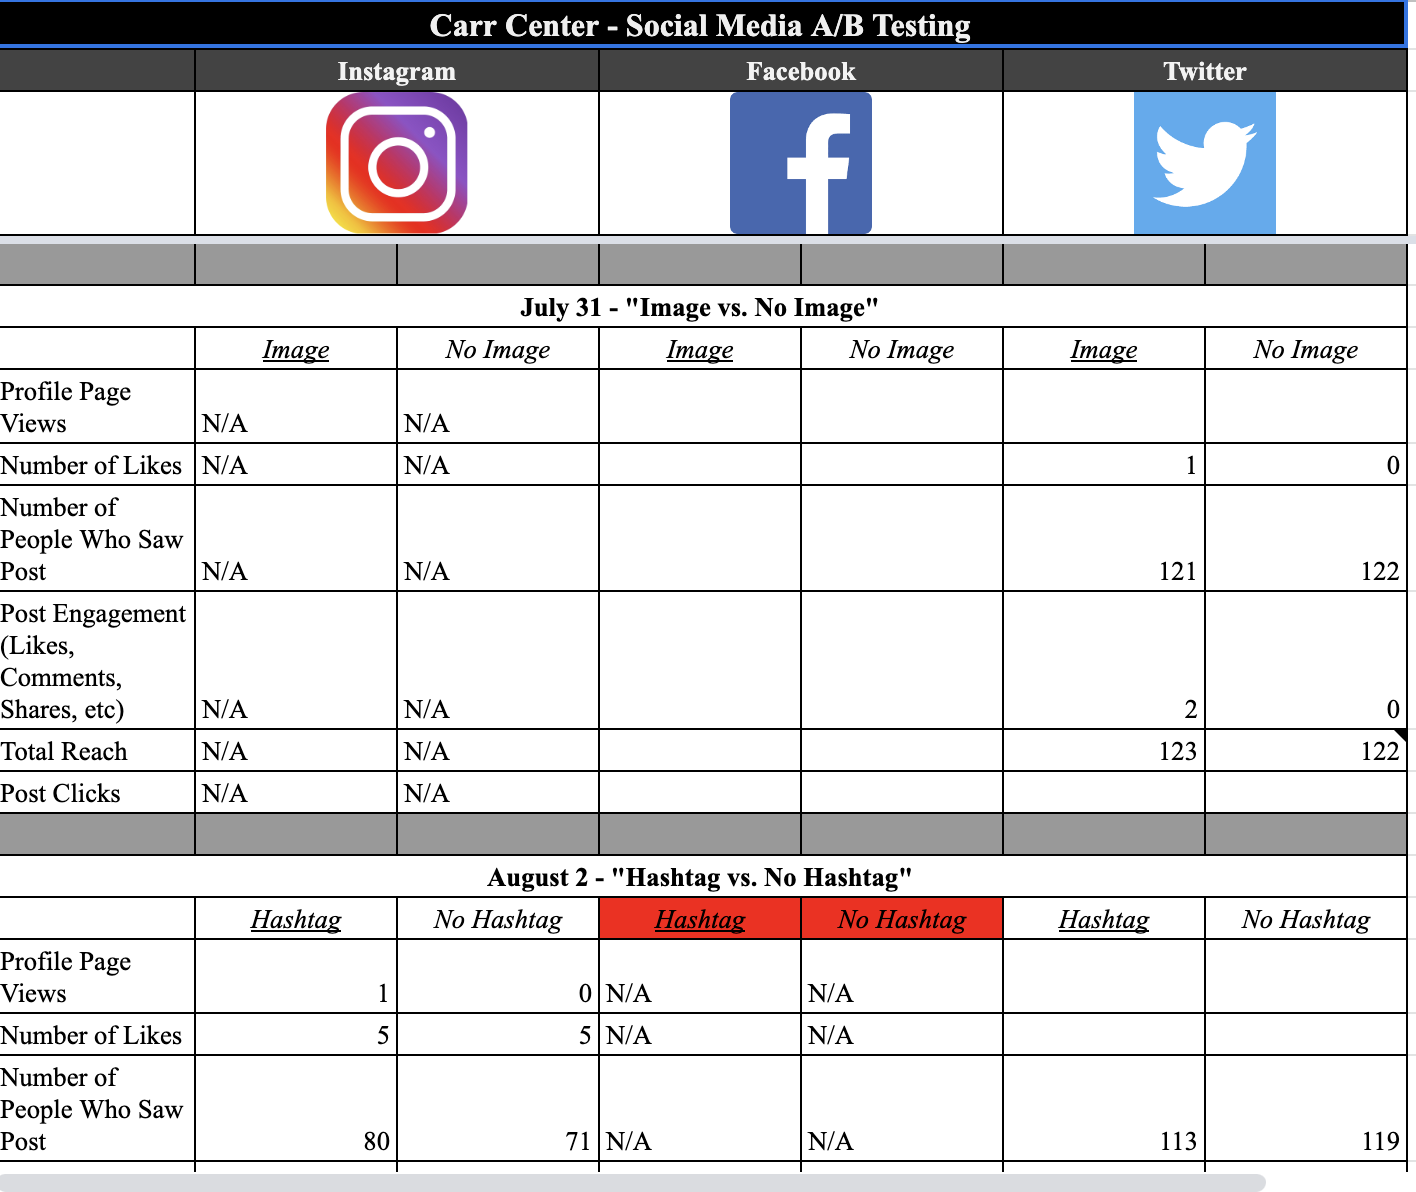 Carr Center - Social Media A/B Testing
Instagram Facebook Twitter
July 31 - "Image vs. No Image"
Image No Image Image No Image Image No Image
Profile Page
Views N/A N/A
Number of Likes N/A N/A 1 0
Number of
People Who Saw
Post N/A N/A 121 122
Post Engagement
(Likes,
Comments,
Shares, etc) N/A N/A 2 0
Total Reach N/A N/A 123 122
Post Clicks N/A N/A
August 2 - "Hashtag vs. No Hashtag"
Hashtag No Hashtag Hashtag No Hashtag Hashtag No Hashtag
Profile Page
Views 1 0 N/A N/A
Number of Likes 5 5 N/A N/A
Number of
People Who Saw
Post 80 71 N/A N/A 113 119